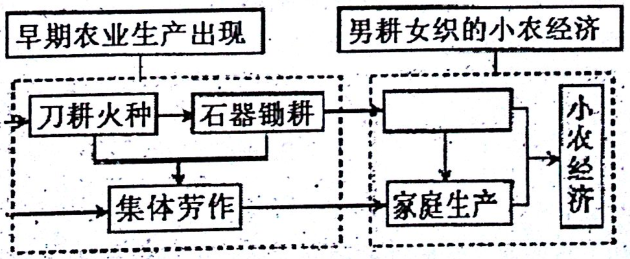 早期农业生产出现
男耕女织的小农经济
刀耕火种
石器锄耕
集体劳作
家庭生产
小农经济